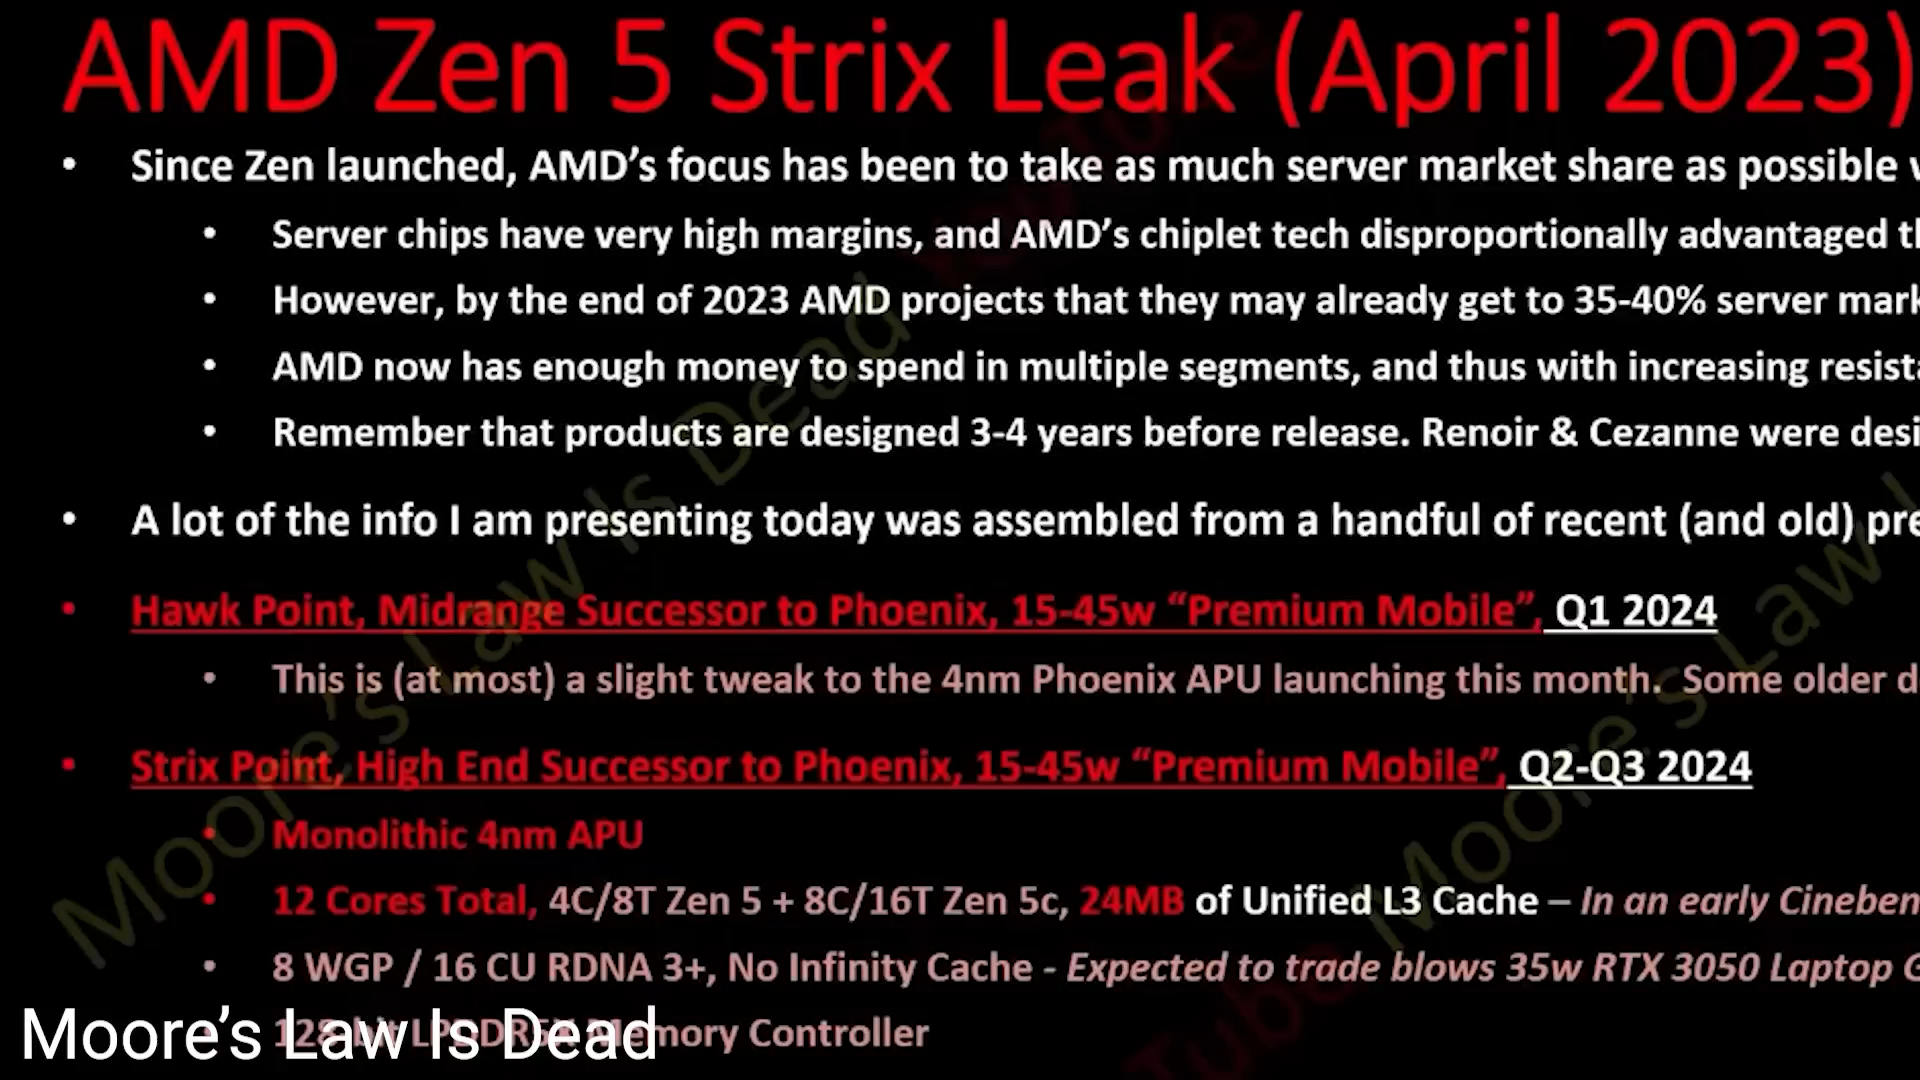 AMD Zen 5 Strix Leak (April 2023)
• Since Zen launched, AMD’s focus has been to take as much server market share as possible
• Server chips have very high margins, and AMD’s chiplet tech disproportionally advantaged
• However, by the end of 2023 AMD projects that they may already get to 35-40% server
• AMD now has enough money to spend in multiple segments, and thus with increasing
• Remember that products are designed 3-4 years before release. Renoir & Cezanne were
• A lot of the info I am presenting today was assembled from a handful of recent (and old)
• Hawk Point, Midrange Successor to Phoenix, 15-45w “Premium Mobile”, Q1 2024
• This is (at most) a slight tweak to the 4nm Phoenix APU launching this month. Some older
• Strix Point, High End Successor to Phoenix, 15-45w “Premium Mobile”, Q2-Q3 2024
• Monolithic 4nm APU
• 12 Cores Total, 4C/8T Zen 5 + 8C/16T Zen 5c, 24MB of Unified L3 Cache – In an early
• 8 WGP / 16 CU RDNA 3+, No Infinity Cache - Expected to trade blows 35w RTX 3050 Laptop
• 128-bit LPDDR5X Memory Controller
Moore’s Law Is Dead
Moore’s Law Is Dead